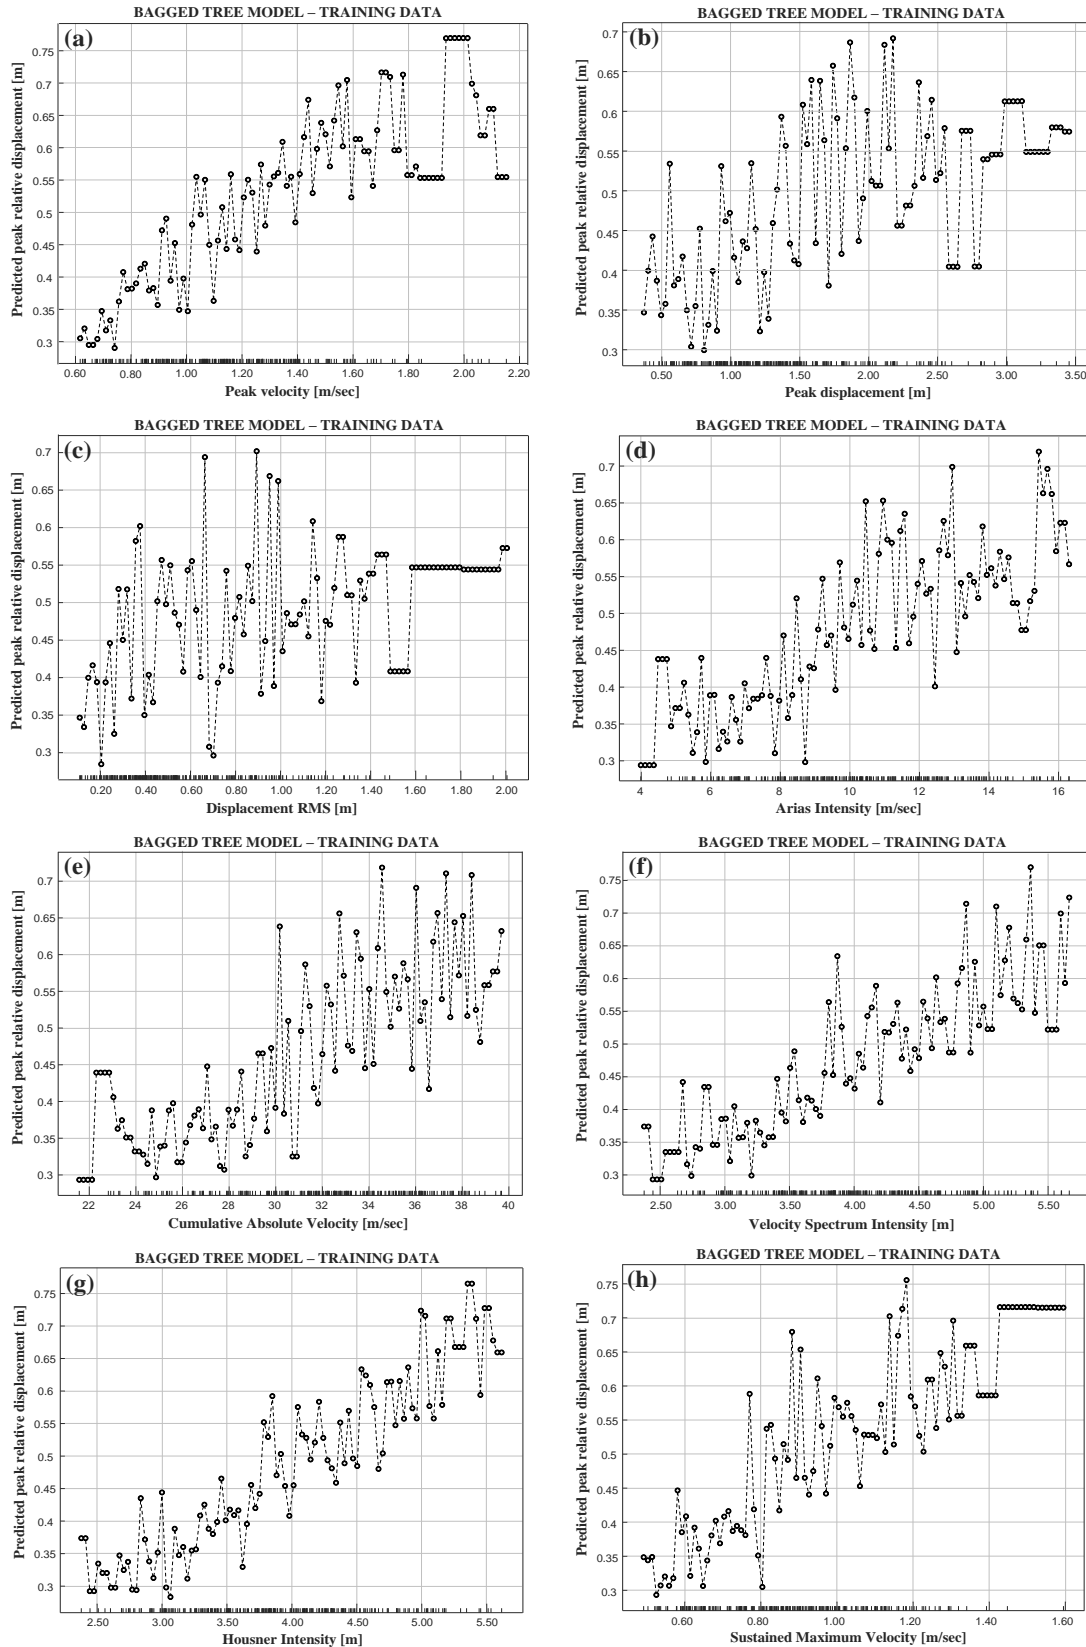 BAGGED TREE MODEL – TRAINING DATA
(a)
Predicted peak relative displacement [m]
0.75
0.7
0.65
0.6
0.55
0.5
0.45
0.4
0.35
0.3
0.60 0.80 1.00 1.20 1.40 1.60 1.80 2.00 2.20
Peak velocity [m/sec]
BAGGED TREE MODEL – TRAINING DATA
(b)
Predicted peak relative displacement [m]
0.7
0.65
0.6
0.55
0.5
0.45
0.4
0.35
0.3
0.50 1.00 1.50 2.00 2.50 3.00 3.50
Peak displacement [m]
BAGGED TREE MODEL – TRAINING DATA
(c)
Predicted peak relative displacement [m]
0.7
0.65
0.6
0.55
0.5
0.45
0.4
0.35
0.3
0.20 0.40 0.60 0.80 1.00 1.20 1.40 1.60 1.80 2.00
Displacement RMS [m]
BAGGED TREE MODEL – TRAINING DATA
(d)
Predicted peak relative displacement [m]
0.7
0.65
0.6
0.55
0.5
0.45
0.4
0.35
0.3
4 6 8 10 12 14 16
Arias Intensity [m/sec]
BAGGED TREE MODEL – TRAINING DATA
(e)
Predicted peak relative displacement [m]
0.7
0.65
0.6
0.55
0.5
0.45
0.4
0.35
0.3
22 24 26 28 30 32 34 36 38 40
Cumulative Absolute Velocity [m/sec]
BAGGED TREE MODEL – TRAINING DATA
(f)
Predicted peak relative displacement [m]
0.75
0.7
0.65
0.6
0.55
0.5
0.45
0.4
0.35
0.3
2.50 3.00 3.50 4.00 4.50 5.00 5.50
Velocity Spectrum Intensity [m]
BAGGED TREE MODEL – TRAINING DATA
(g)
Predicted peak relative displacement [m]
0.75
0.7
0.65
0.6
0.55
0.5
0.45
0.4
0.35
0.3
2.50 3.00 3.50 4.00 4.50 5.00 5.50
Housner Intensity [m]
BAGGED TREE MODEL – TRAINING DATA
(h)
Predicted peak relative displacement [m]
0.75
0.7
0.65
0.6
0.55
0.5
0.45
0.4
0.35
0.3
0.60 0.80 1.00 1.20 1.40 1.60
Sustained Maximum Velocity [m/sec]